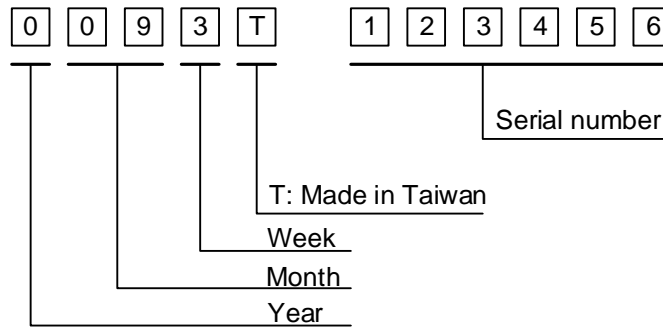 0 0 9 3 T 1 2 3 4 5 6
Serial number
T: Made in Taiwan
Week
Month
Year